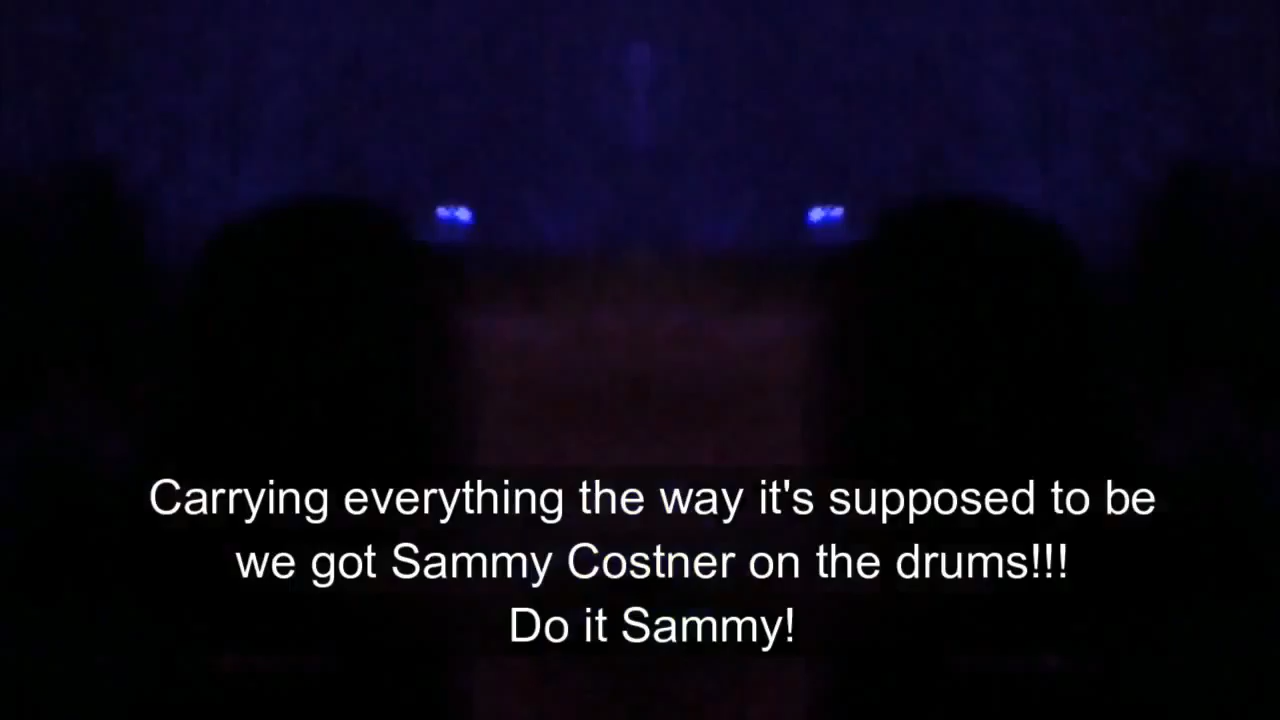 Carrying everything the way it's supposed to be
we got Sammy Costner on the drums!!!
Do it Sammy!